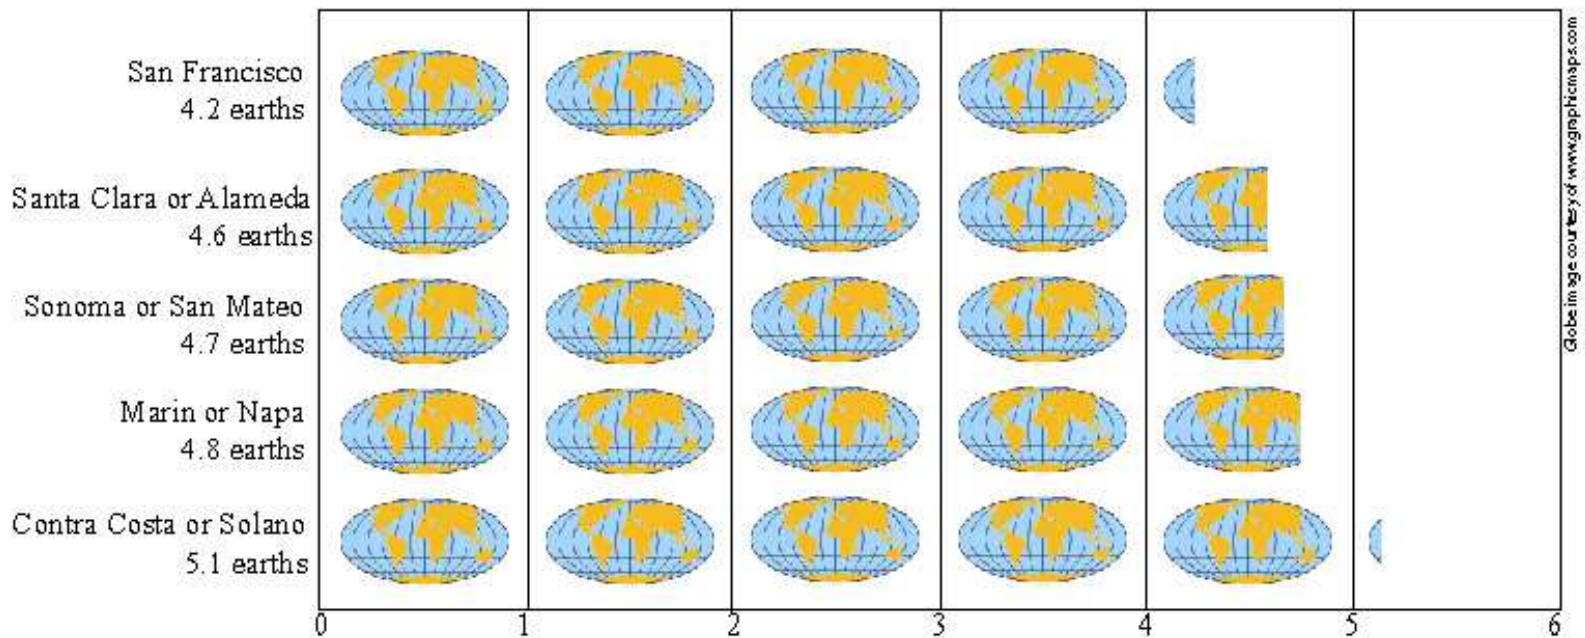 San Francisco
4.2 earths
Santa Clara or Alameda
4.6 earths
Sonoma or San Mateo
4.7 earths
Marin or Napa
4.8 earths
Contra Costa or Solano
5.1 earths
0 1 2 3 4 5 6
Globe image courtesy of www.graphicmaps.com